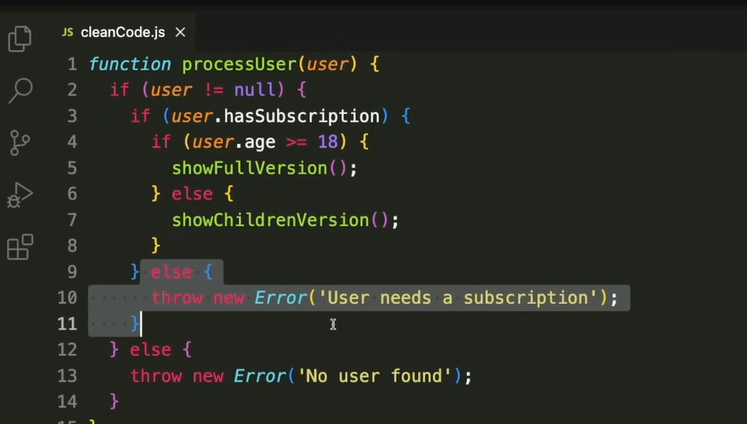 JS cleanCode.js ×
1 function processUser(user) {
2   if (user != null) {
3     if (user.hasSubscription) {
4       if (user.age >= 18) {
5         showFullVersion();
6       } else {
7         showChildrenVersion();
8       }
9     } else {
10       throw new Error('User needs a subscription');
11     }
12   } else {
13     throw new Error('No user found');
14   }
15 }